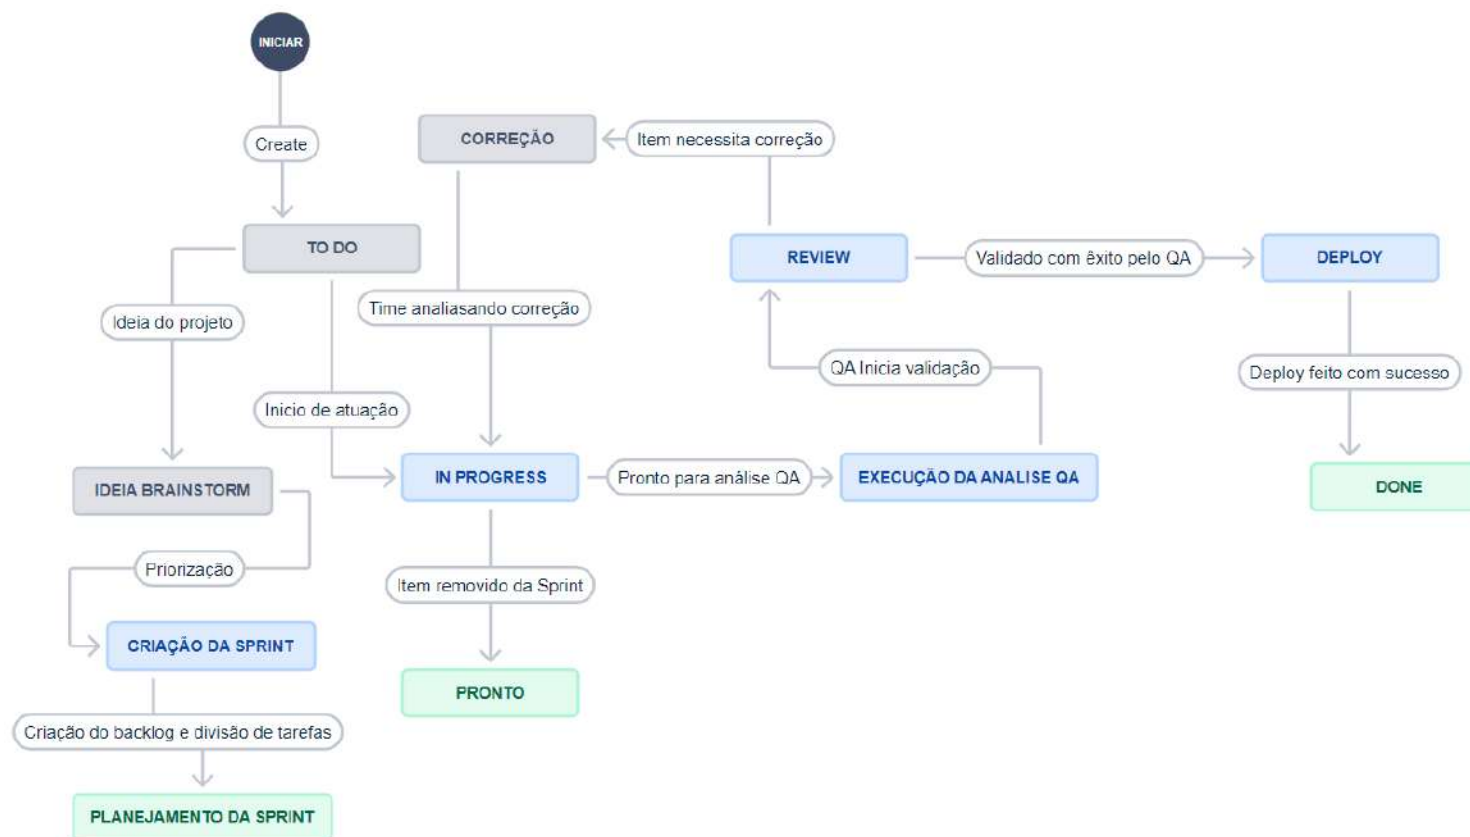 INICIAR
Create
CORREÇÃO
Item necessita correção
TO DO
REVIEW
Validado com êxito pelo QA
DEPLOY
Ideia do projeto
Time analiasando correção
QA Inicia validação
Deploy feito com sucesso
Inicio de atuação
IDEIA BRAINSTORM
IN PROGRESS
Pronto para análise QA
EXECUÇÃO DA ANALISE QA
DONE
Priorização
Item removido da Sprint
CRIAÇÃO DA SPRINT
PRONTO
Criação do backlog e divisão de tarefas
PLANEJAMENTO DA SPRINT